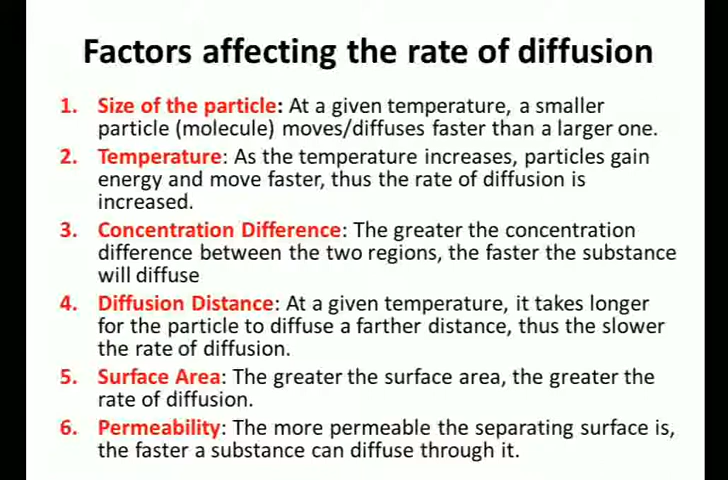 Factors affecting the rate of diffusion
1. Size of the particle: At a given temperature, a smaller
particle (molecule) moves/diffuses faster than a larger one.
2. Temperature: As the temperature increases, particles gain
energy and move faster, thus the rate of diffusion is
increased.
3. Concentration Difference: The greater the concentration
difference between the two regions, the faster the substance
will diffuse
4. Diffusion Distance: At a given temperature, it takes longer
for the particle to diffuse a farther distance, thus the slower
the rate of diffusion.
5. Surface Area: The greater the surface area, the greater the
rate of diffusion.
6. Permeability: The more permeable the separating surface is,
the faster a substance can diffuse through it.